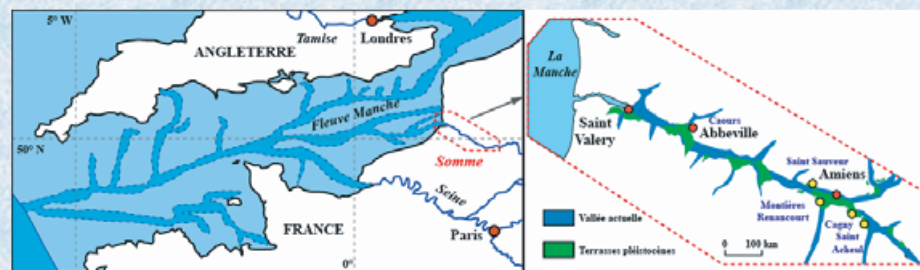 5° W
Tamise
Londres
ANGLETERRE
Fleuve Manche
50° N
Somme
Seine
FRANCE
Paris
0°
La
Manche
Saint
Valery
Caours
Abbeville
Saint Sauveur
Amiens
Montières
Renancourt
Cagny
Saint
Acheul
Vallée actuelle
Terrasses pléistocènes
0 100 km